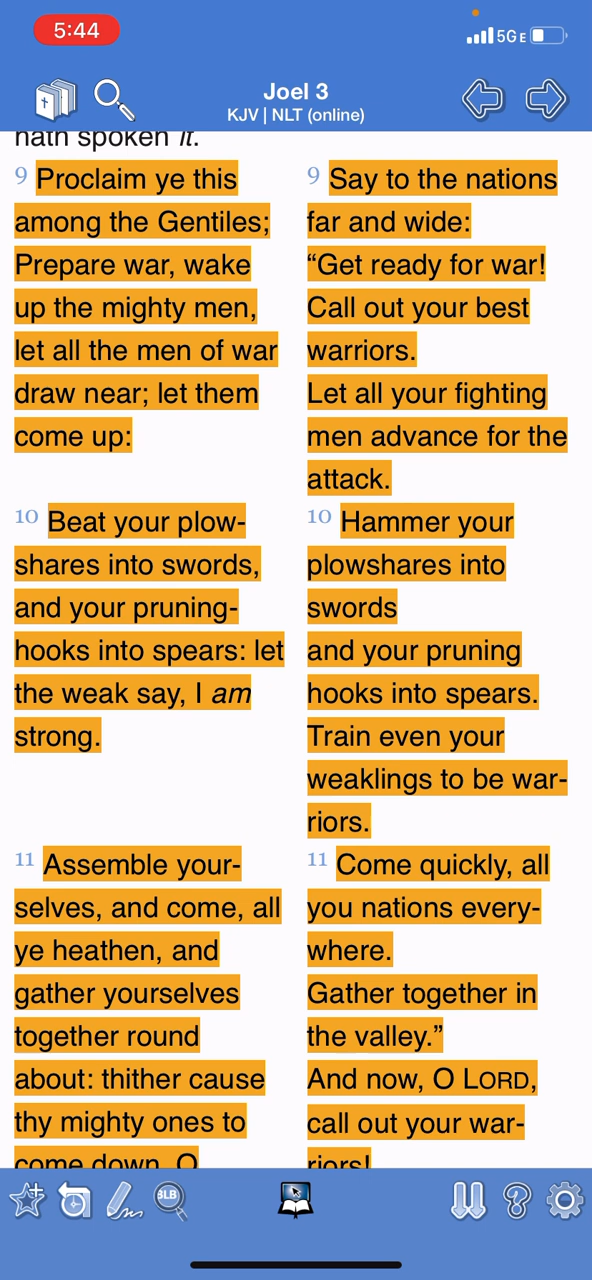 5:44
5GE
Joel 3
KJV | NLT (online)
hath spoken it.
9 Proclaim ye this
among the Gentiles;
Prepare war, wake
up the mighty men,
let all the men of war
draw near; let them
come up:
10 Beat your plow-
shares into swords,
and your pruning-
hooks into spears: let
the weak say, I am
strong.
11 Assemble your-
selves, and come, all
ye heathen, and
gather yourselves
together round
about: thither cause
thy mighty ones to
come down, O
9 Say to the nations
far and wide:
“Get ready for war!
Call out your best
warriors.
Let all your fighting
men advance for the
attack.
10 Hammer your
plowshares into
swords
and your pruning
hooks into spears.
Train even your
weaklings to be war-
riors.
11 Come quickly, all
you nations every-
where.
Gather together in
the valley.”
And now, O LORD,
call out your war-
riors!
BLB